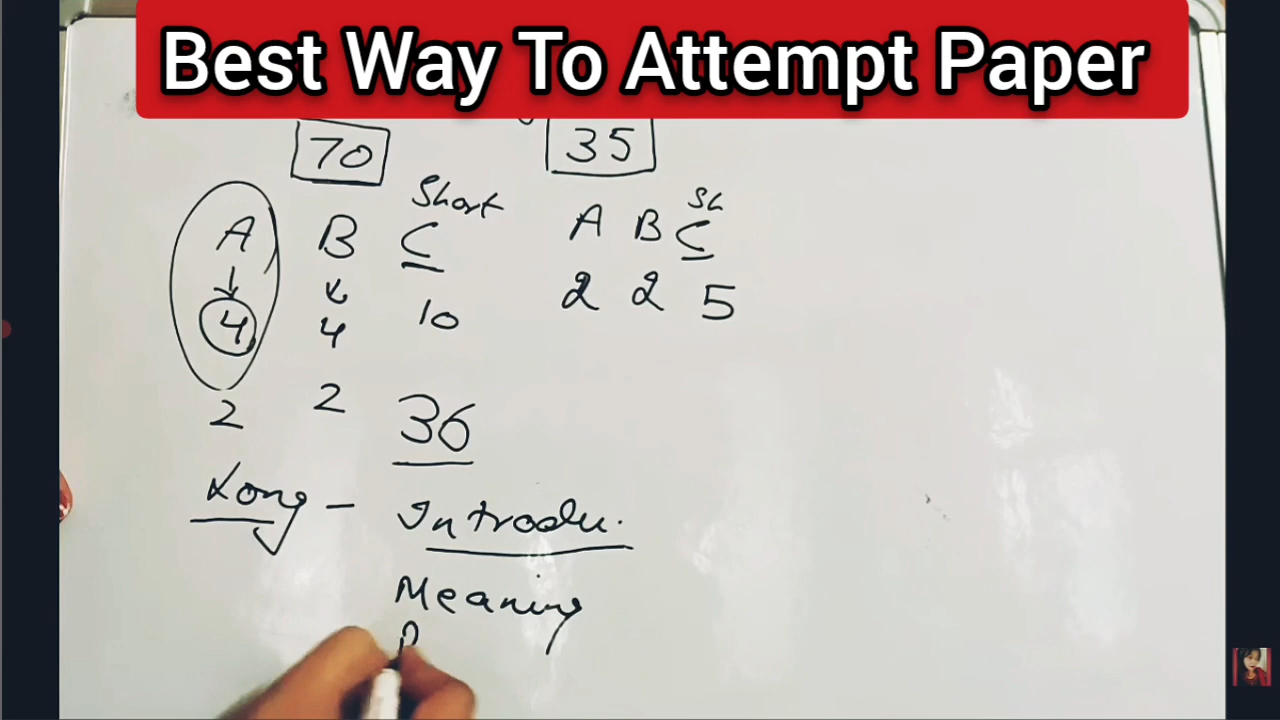 Best Way To Attempt Paper
70 35
Short Sh
A B C A B C
4 4 10 2 2 5
2 2 36
Long - Introdu.
Meaning